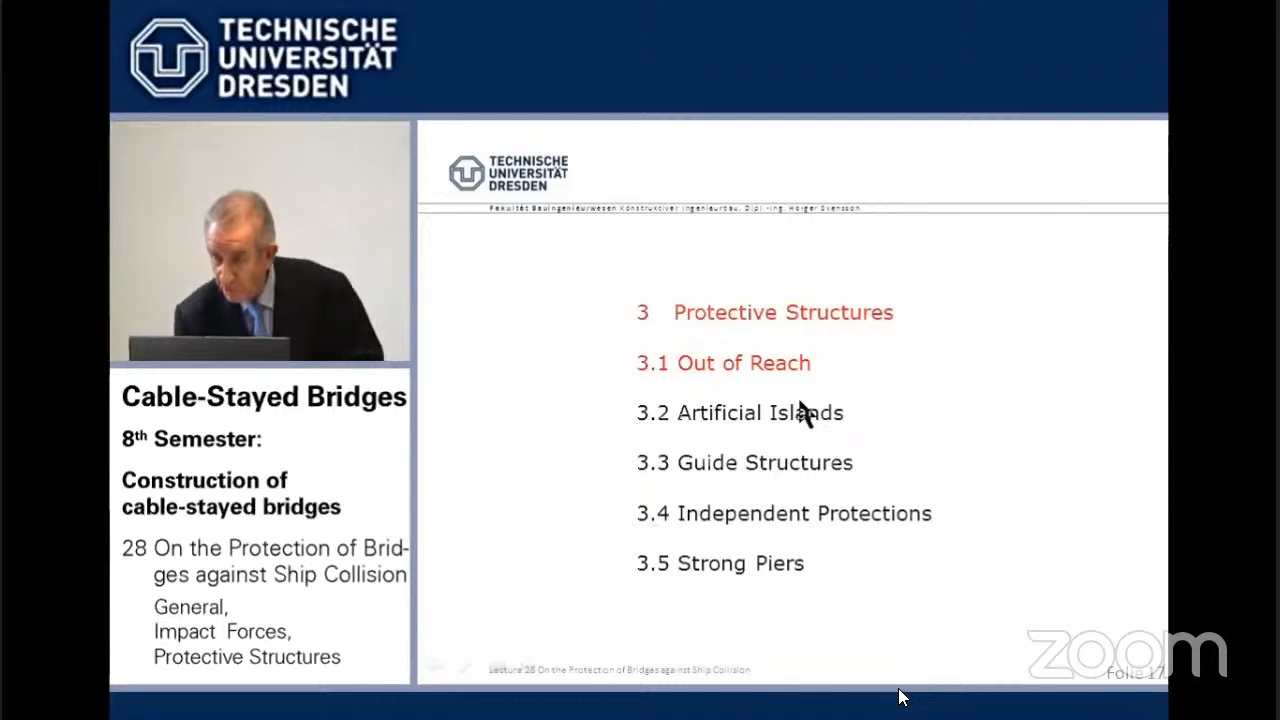 TECHNISCHE
UNIVERSITÄT
DRESDEN
TECHNISCHE
UNIVERSITÄT
DRESDEN
Fakultät Bauingenieurwesen Konstruktiver Ingenieurbau, Dipl.-Ing. Holger Svensson
3 Protective Structures
3.1 Out of Reach
3.2 Artificial Islands
3.3 Guide Structures
3.4 Independent Protections
3.5 Strong Piers
Lecture 28 On the Protection of Bridges against Ship Collision
Folie 17
Cable-Stayed Bridges
8th Semester:
Construction of
cable-stayed bridges
28 On the Protection of Brid-
ges against Ship Collision
General,
Impact Forces,
Protective Structures
zoom